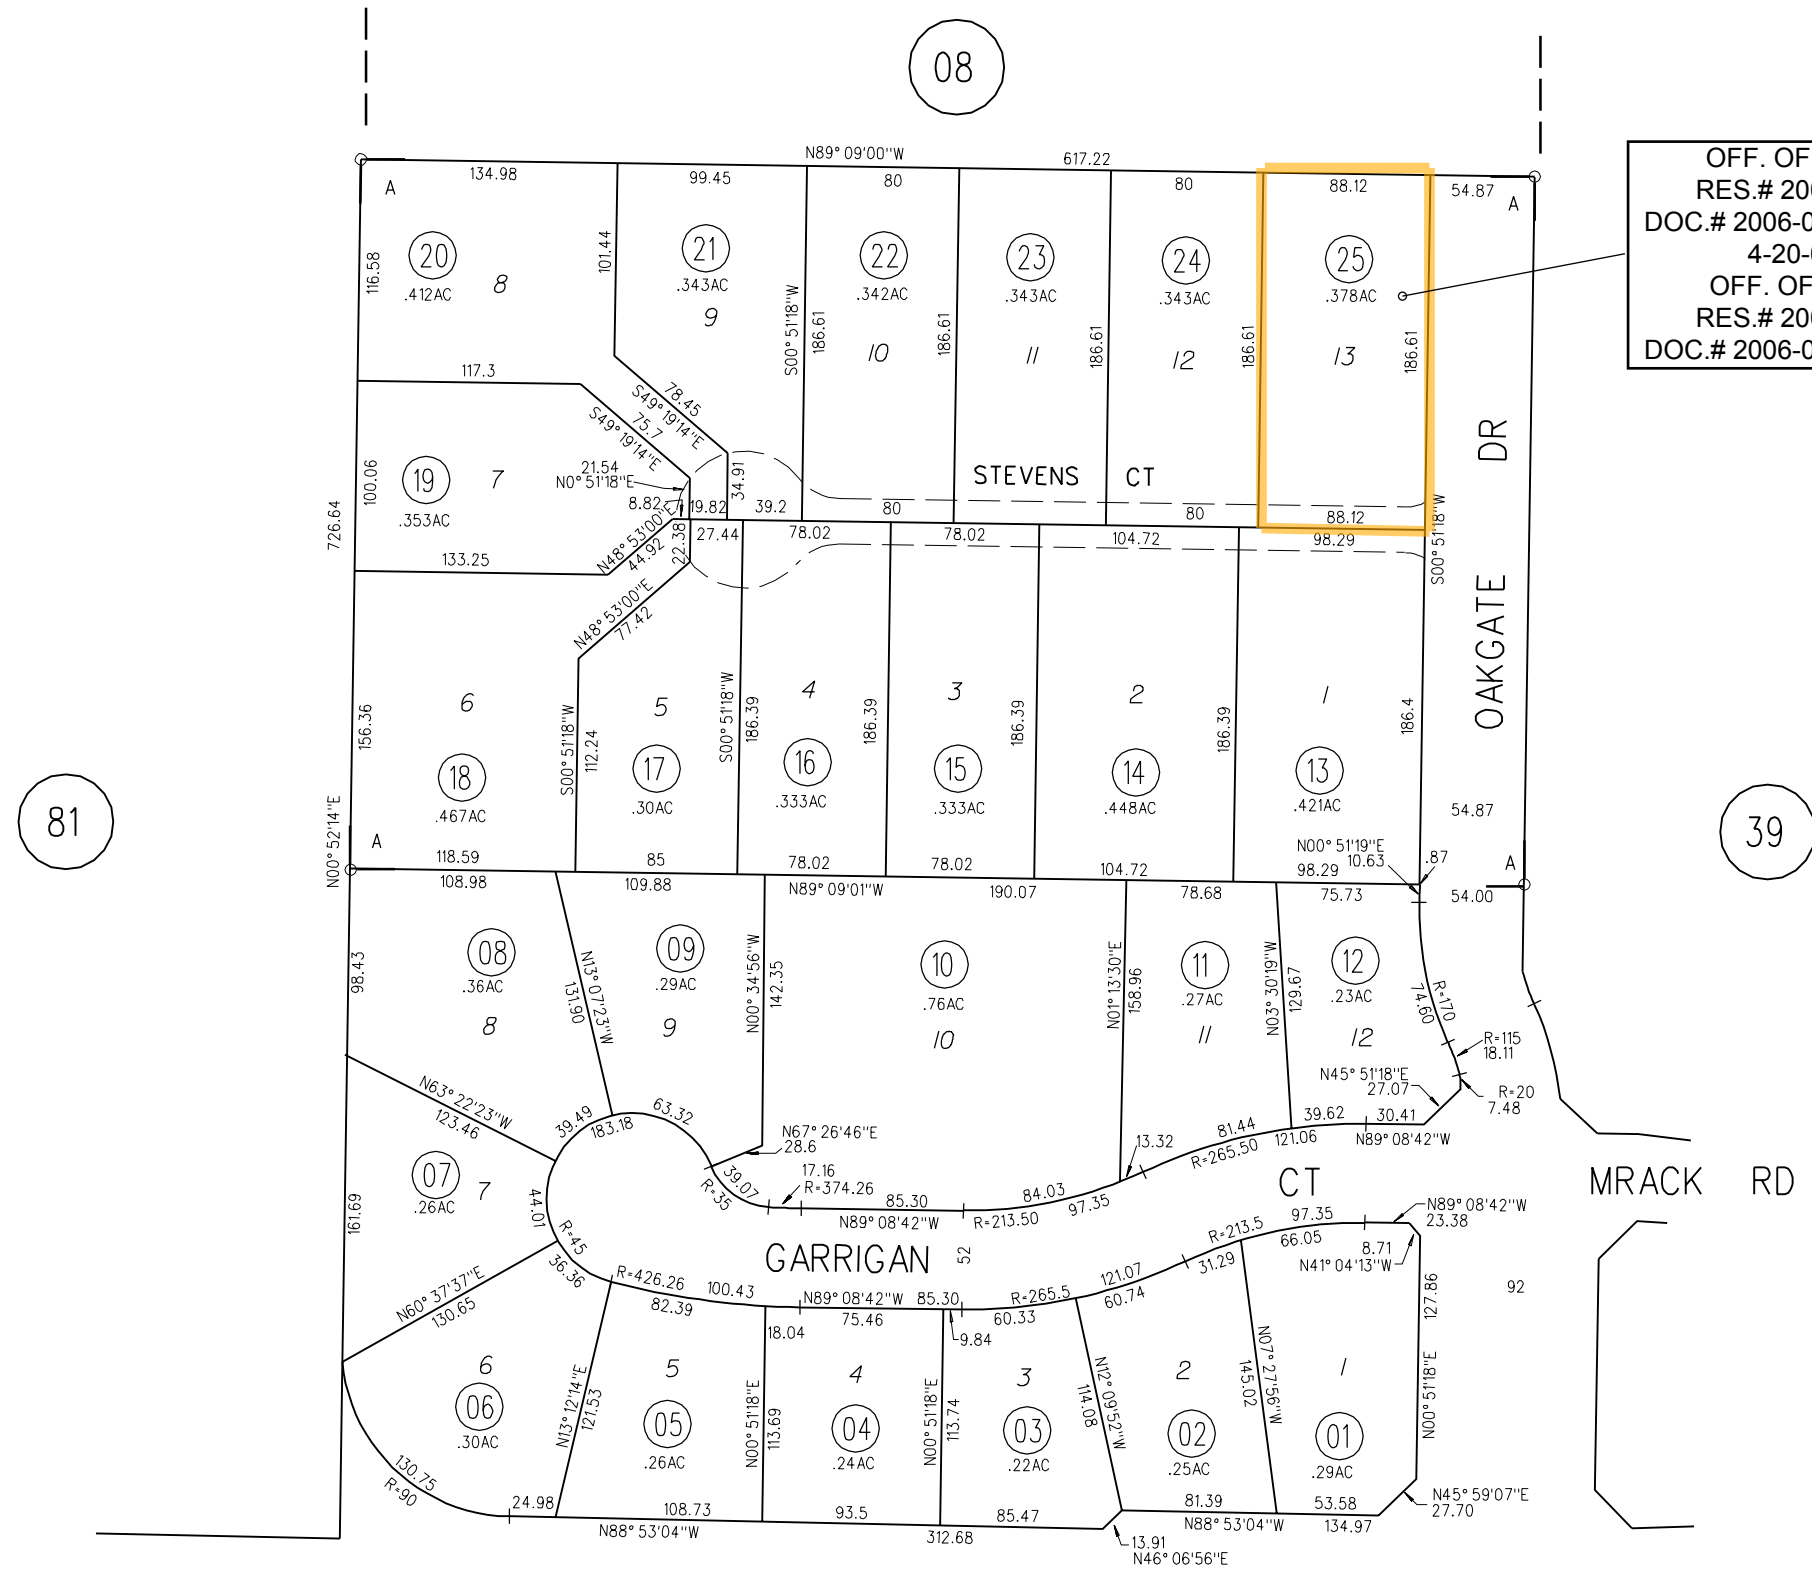 08
N89° 09'00"W
617.22
134.98
99.45
80
80
88.12
54.87
A
A
OFF. OF
RES.# 20
DOC.# 2006-0
4-20-
OFF. OF
RES.# 20
DOC.# 2006-0
20
.412AC
8
116.58
101.44
21
.343AC
9
S00° 51'18"W
186.61
22
.342AC
10
186.61
23
.343AC
11
186.61
24
.343AC
12
186.61
25
.378AC
13
186.61
117.3
78.45
S49° 19'14"E
75.7
S49° 19'14"E
21.54
N0° 51'18"E
34.91
100.06
19
.353AC
7
726.64
8.82
19.82
39.2
80
80
88.12
STEVENS CT
OAKGATE DR
S00° 51'18"W
N48° 53'00"E
44.92
22.38
27.44
78.02
78.02
104.72
98.29
133.25
N48° 53'00"E
77.42
156.36
6
18
.467AC
S00° 51'18"W
112.24
5
17
.30AC
S00° 51'18"W
186.39
4
16
.333AC
186.39
3
15
.333AC
186.39
2
14
.448AC
186.39
1
13
.421AC
186.4
54.87
81
39
N00° 52'14"E
A
A
118.59
85
78.02
78.02
104.72
98.29
N00° 51'19"E
10.63
.87
108.98
109.88
N89° 09'01"W
190.07
78.68
75.73
54.00
98.43
08
.36AC
8
N13° 07'23"W
131.90
09
.29AC
9
N00° 34'56"W
142.35
10
.76AC
10
N01° 13'30"E
158.96
11
.27AC
11
N03° 30'19"W
129.67
12
.23AC
12
R=170
74.60
R=115
18.11
N45° 51'18"E
27.07
R=20
7.48
N63° 22'23"W
123.46
39.49
183.18
63.32
N67° 26'46"E
28.6
39.07
R=35
17.16
R=374.26
85.30
N89° 08'42"W
84.03
R=213.50
97.35
13.32
81.44
R=265.50
121.06
39.62
30.41
N89° 08'42"W
161.69
07
.26AC
7
44.01
R=45
36.36
GARRIGAN CT
52
MRACK RD
N60° 37'37"E
130.65
R=426.26
100.43
82.39
N89° 08'42"W
85.30
75.46
18.04
9.84
R=265.5
121.07
60.33
60.74
31.29
R=213.5
97.35
66.05
N89° 08'42"W
23.38
8.71
N41° 04'13"W
127.86
N00° 51'18"E
92
6
06
.30AC
N13° 12'14"E
121.53
5
05
.26AC
N00° 51'18"E
113.69
4
04
.24AC
N00° 51'18"E
113.74
3
03
.22AC
N12° 09'52"W
114.08
2
02
.25AC
N07° 27'56"W
145.02
1
01
.29AC
130.75
R=90
24.98
108.73
N88° 53'04"W
93.5
312.68
85.47
13.91
N46° 06'56"E
81.39
N88° 53'04"W
53.58
134.97
N45° 59'07"E
27.70